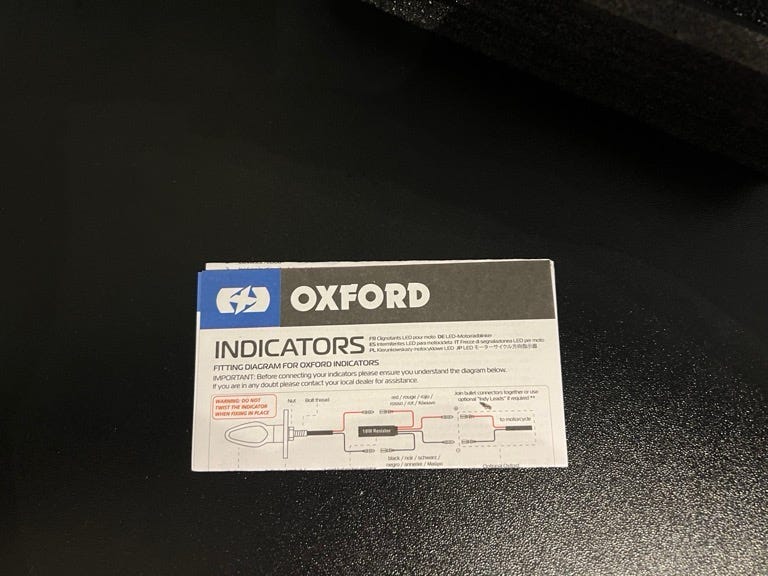 OXFORD
INDICATORS
FR Clignotants LED pour moto DE LED-Motorradblinker
ES Intermitentes LED para motocicleta IT Frecce di segnalazione LED per moto
PL Kierunkowskazy motocyklowe LED JP LED モーターサイクル方向指示器
FITTING DIAGRAM FOR OXFORD INDICATORS
IMPORTANT: Before connecting your indicators please ensure you understand the diagram below.
If you are in any doubt please contact your local dealer for assistance.
WARNING: DO NOT
TWIST THE INDICATOR
WHEN FIXING IN PLACE
Nut
Bolt thread
red / rouge / rojo /
rosso / rot /
Join bullet connectors together or use
optional "Indy Leads" if required **
to motorcycle
10W Resistor
black / noir / schwarz /
negro / annerire /
Optional Oxford